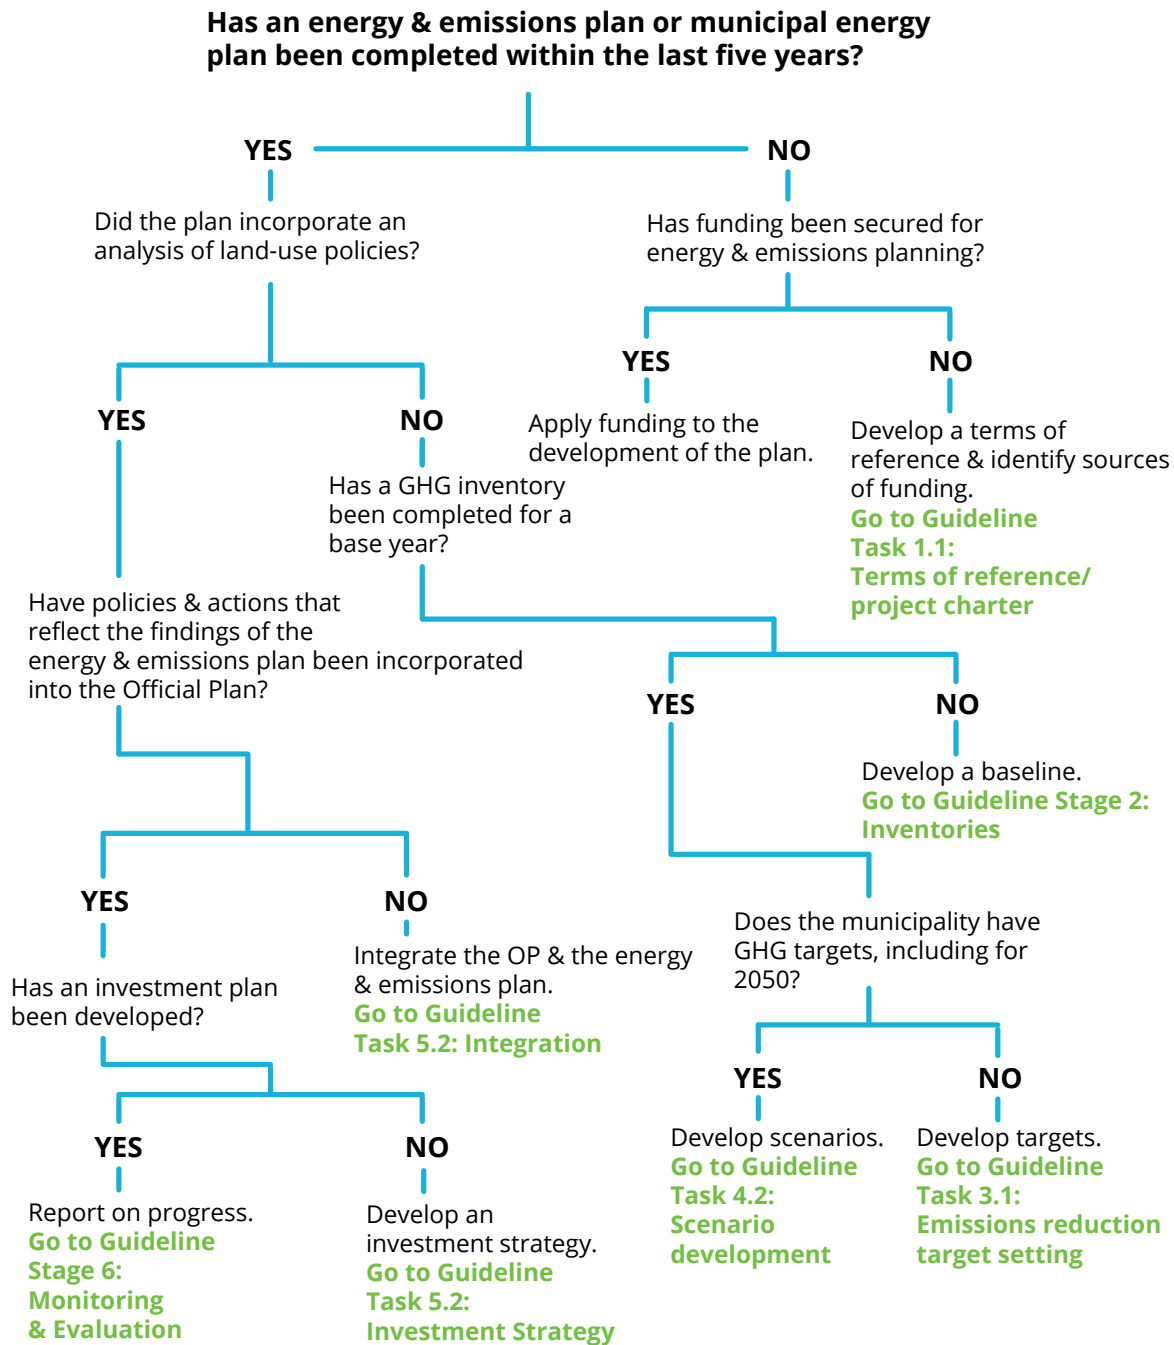 Has an energy & emissions plan or municipal energy
plan been completed within the last five years?
YES
NO
Did the plan incorporate an
analysis of land-use policies?
Has funding been secured for
energy & emissions planning?
YES
NO
YES
NO
Apply funding to the
development of the plan.
Develop a terms of
reference & identify sources
of funding.
Go to Guideline
Task 1.1:
Terms of reference/
project charter
Has a GHG inventory
been completed for a
base year?
Have policies & actions that
reflect the findings of the
energy & emissions plan been incorporated
into the Official Plan?
YES
NO
Develop a baseline.
Go to Guideline Stage 2:
Inventories
YES
NO
Does the municipality have
GHG targets, including for
2050?
Integrate the OP & the energy
& emissions plan.
Go to Guideline
Task 5.2: Integration
Has an investment plan
been developed?
YES
NO
Develop scenarios.
Go to Guideline
Task 4.2:
Scenario
development
Develop targets.
Go to Guideline
Task 3.1:
Emissions reduction
target setting
YES
NO
Report on progress.
Go to Guideline
Stage 6:
Monitoring
& Evaluation
Develop an
investment strategy.
Go to Guideline
Task 5.2:
Investment Strategy